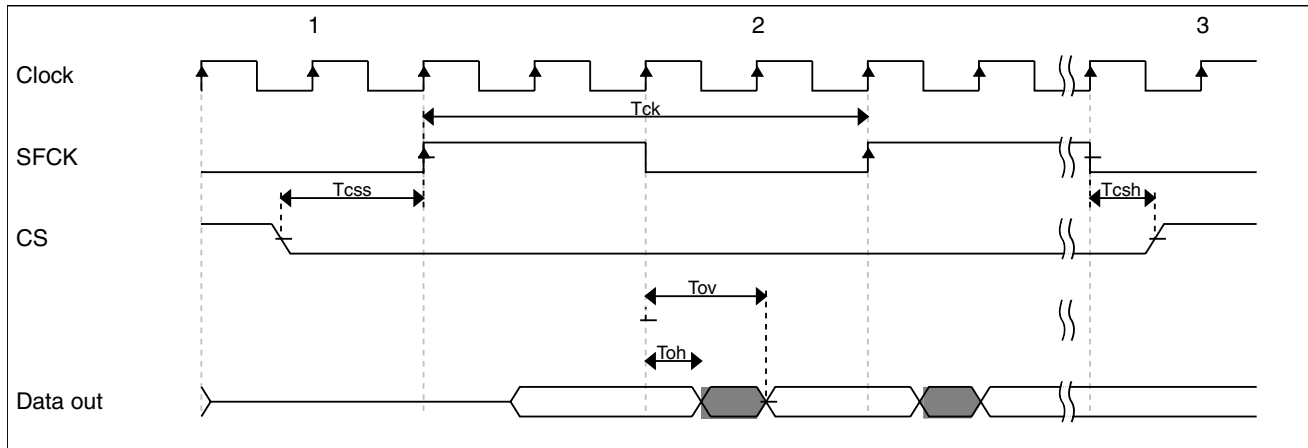 1 2 3
Clock
Tck
SFCK
Tcss Tcsh
CS
Tov
Toh
Data out